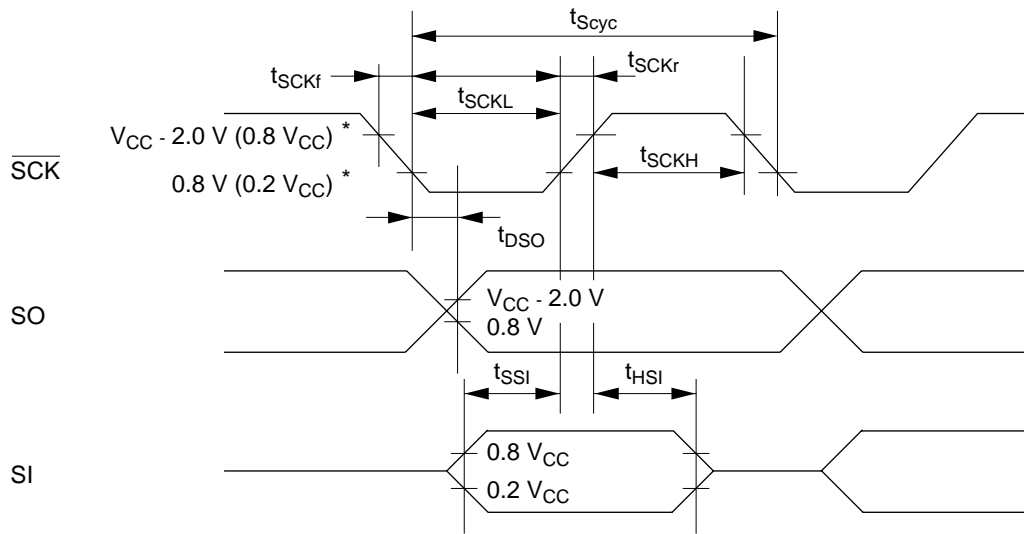 tScyc
tSCKf
tSCKr
tSCKL
VCC - 2.0 V (0.8 VCC) *
tSCKH
SCK
0.8 V (0.2 VCC) *
tDSO
VCC - 2.0 V
SO
0.8 V
tSSI
tHSI
0.8 VCC
SI
0.2 VCC